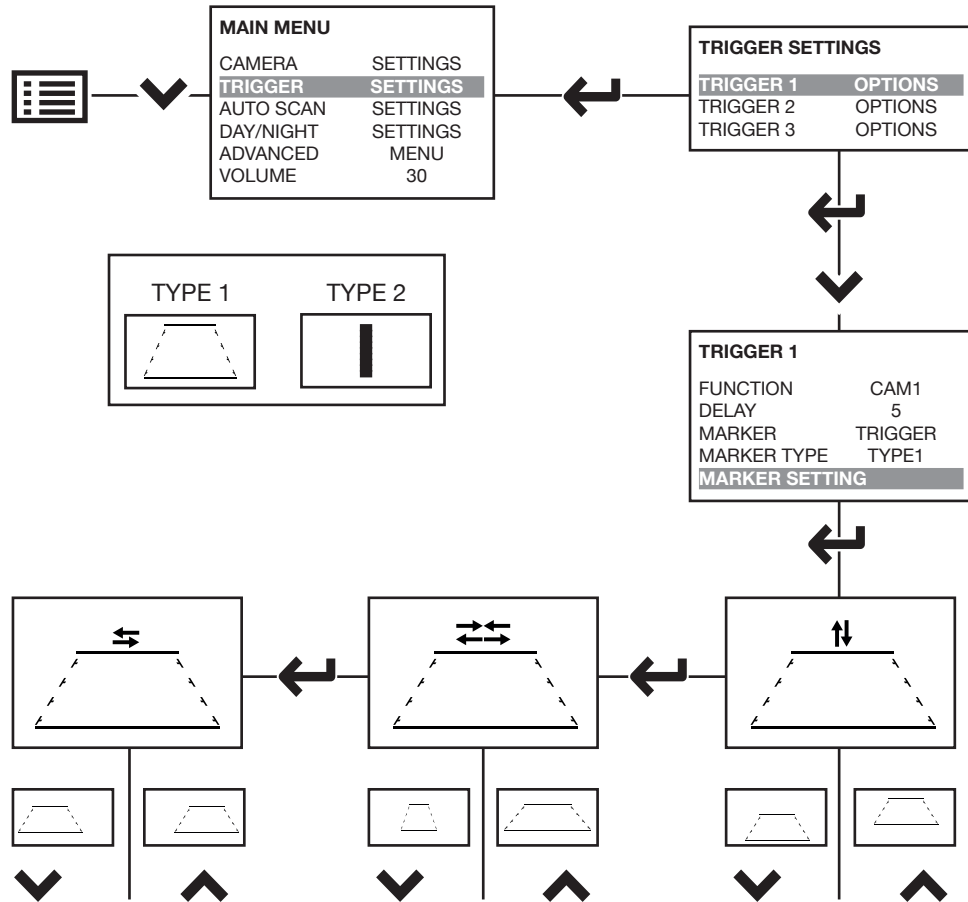 MAIN MENU
CAMERA SETTINGS
TRIGGER SETTINGS
AUTO SCAN SETTINGS
DAY/NIGHT SETTINGS
ADVANCED MENU
VOLUME 30
TRIGGER SETTINGS
TRIGGER 1 OPTIONS
TRIGGER 2 OPTIONS
TRIGGER 3 OPTIONS
TYPE 1 TYPE 2
TRIGGER 1
FUNCTION CAM1
DELAY 5
MARKER TRIGGER
MARKER TYPE TYPE1
MARKER SETTING